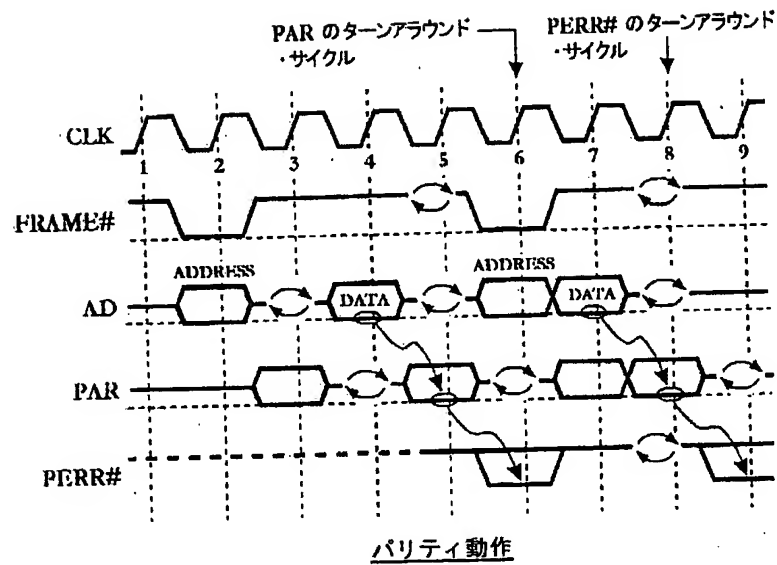 PAR のターンアラウンド
・サイクル
PERR# のターンアラウンド
・サイクル
CLK
1 2 3 4 5 6 7 8 9
FRAME#
ADDRESS ADDRESS
AD
DATA DATA
PAR
PERR#
パリティ動作